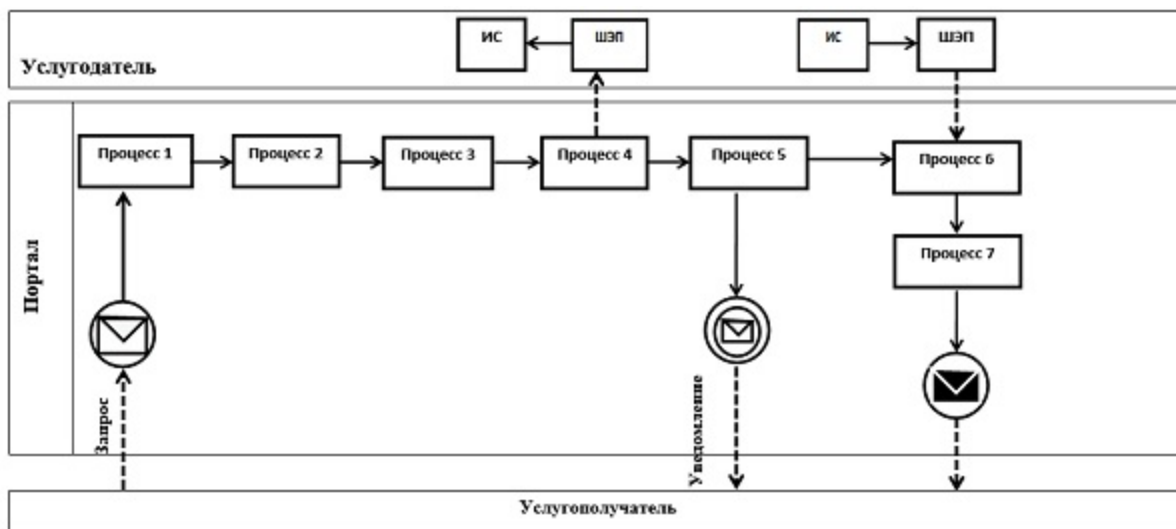 ИС
ШЭП
ИС
ШЭП
Услугодатель
Процесс 1
Процесс 2
Процесс 3
Процесс 4
Процесс 5
Процесс 6
Процесс 7
Портал
Запрос
Уведомление
Услугополучатель